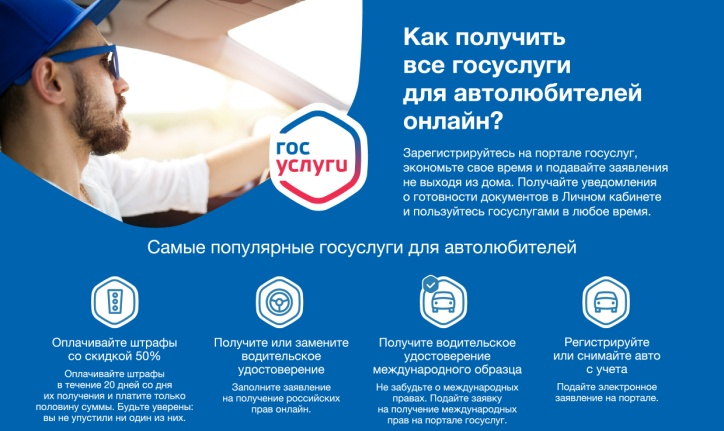 Как получить
все госуслуги
для автолюбителей
онлайн?
гос
услуги
Зарегистрируйтесь на портале госуслуг,
экономьте свое время и подавайте заявления
не выходя из дома. Получайте уведомления
о готовности документов в Личном кабинете
и пользуйтесь госуслугами в любое время.
Самые популярные госуслуги для автолюбителей
Оплачивайте штрафы
со скидкой 50%
Оплачивайте штрафы
в течение 20 дней со дня
их получения и платите только
половину суммы. Будьте уверены:
вы не упустили ни один из них.
Получите или замените
водительское
удостоверение
Заполните заявление
на получение российских
прав онлайн.
Получите водительское
удостоверение
международного образца
Не забудьте о международных
правах. Подайте заявку
на получение международных
прав на портале госуслуг.
Регистрируйте
или снимайте авто
с учета
Подайте электронное
заявление на портале.